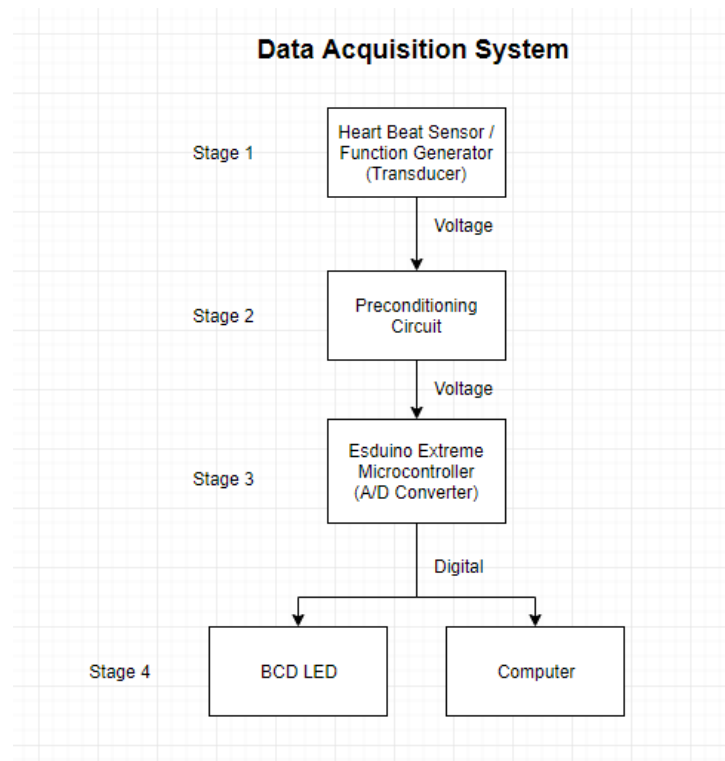 Data Acquisition System
Stage 1
Heart Beat Sensor /
Function Generator
(Transducer)
Voltage
Stage 2
Preconditioning
Circuit
Voltage
Stage 3
Esduino Extreme
Microcontroller
(A/D Converter)
Digital
Stage 4
BCD LED
Computer